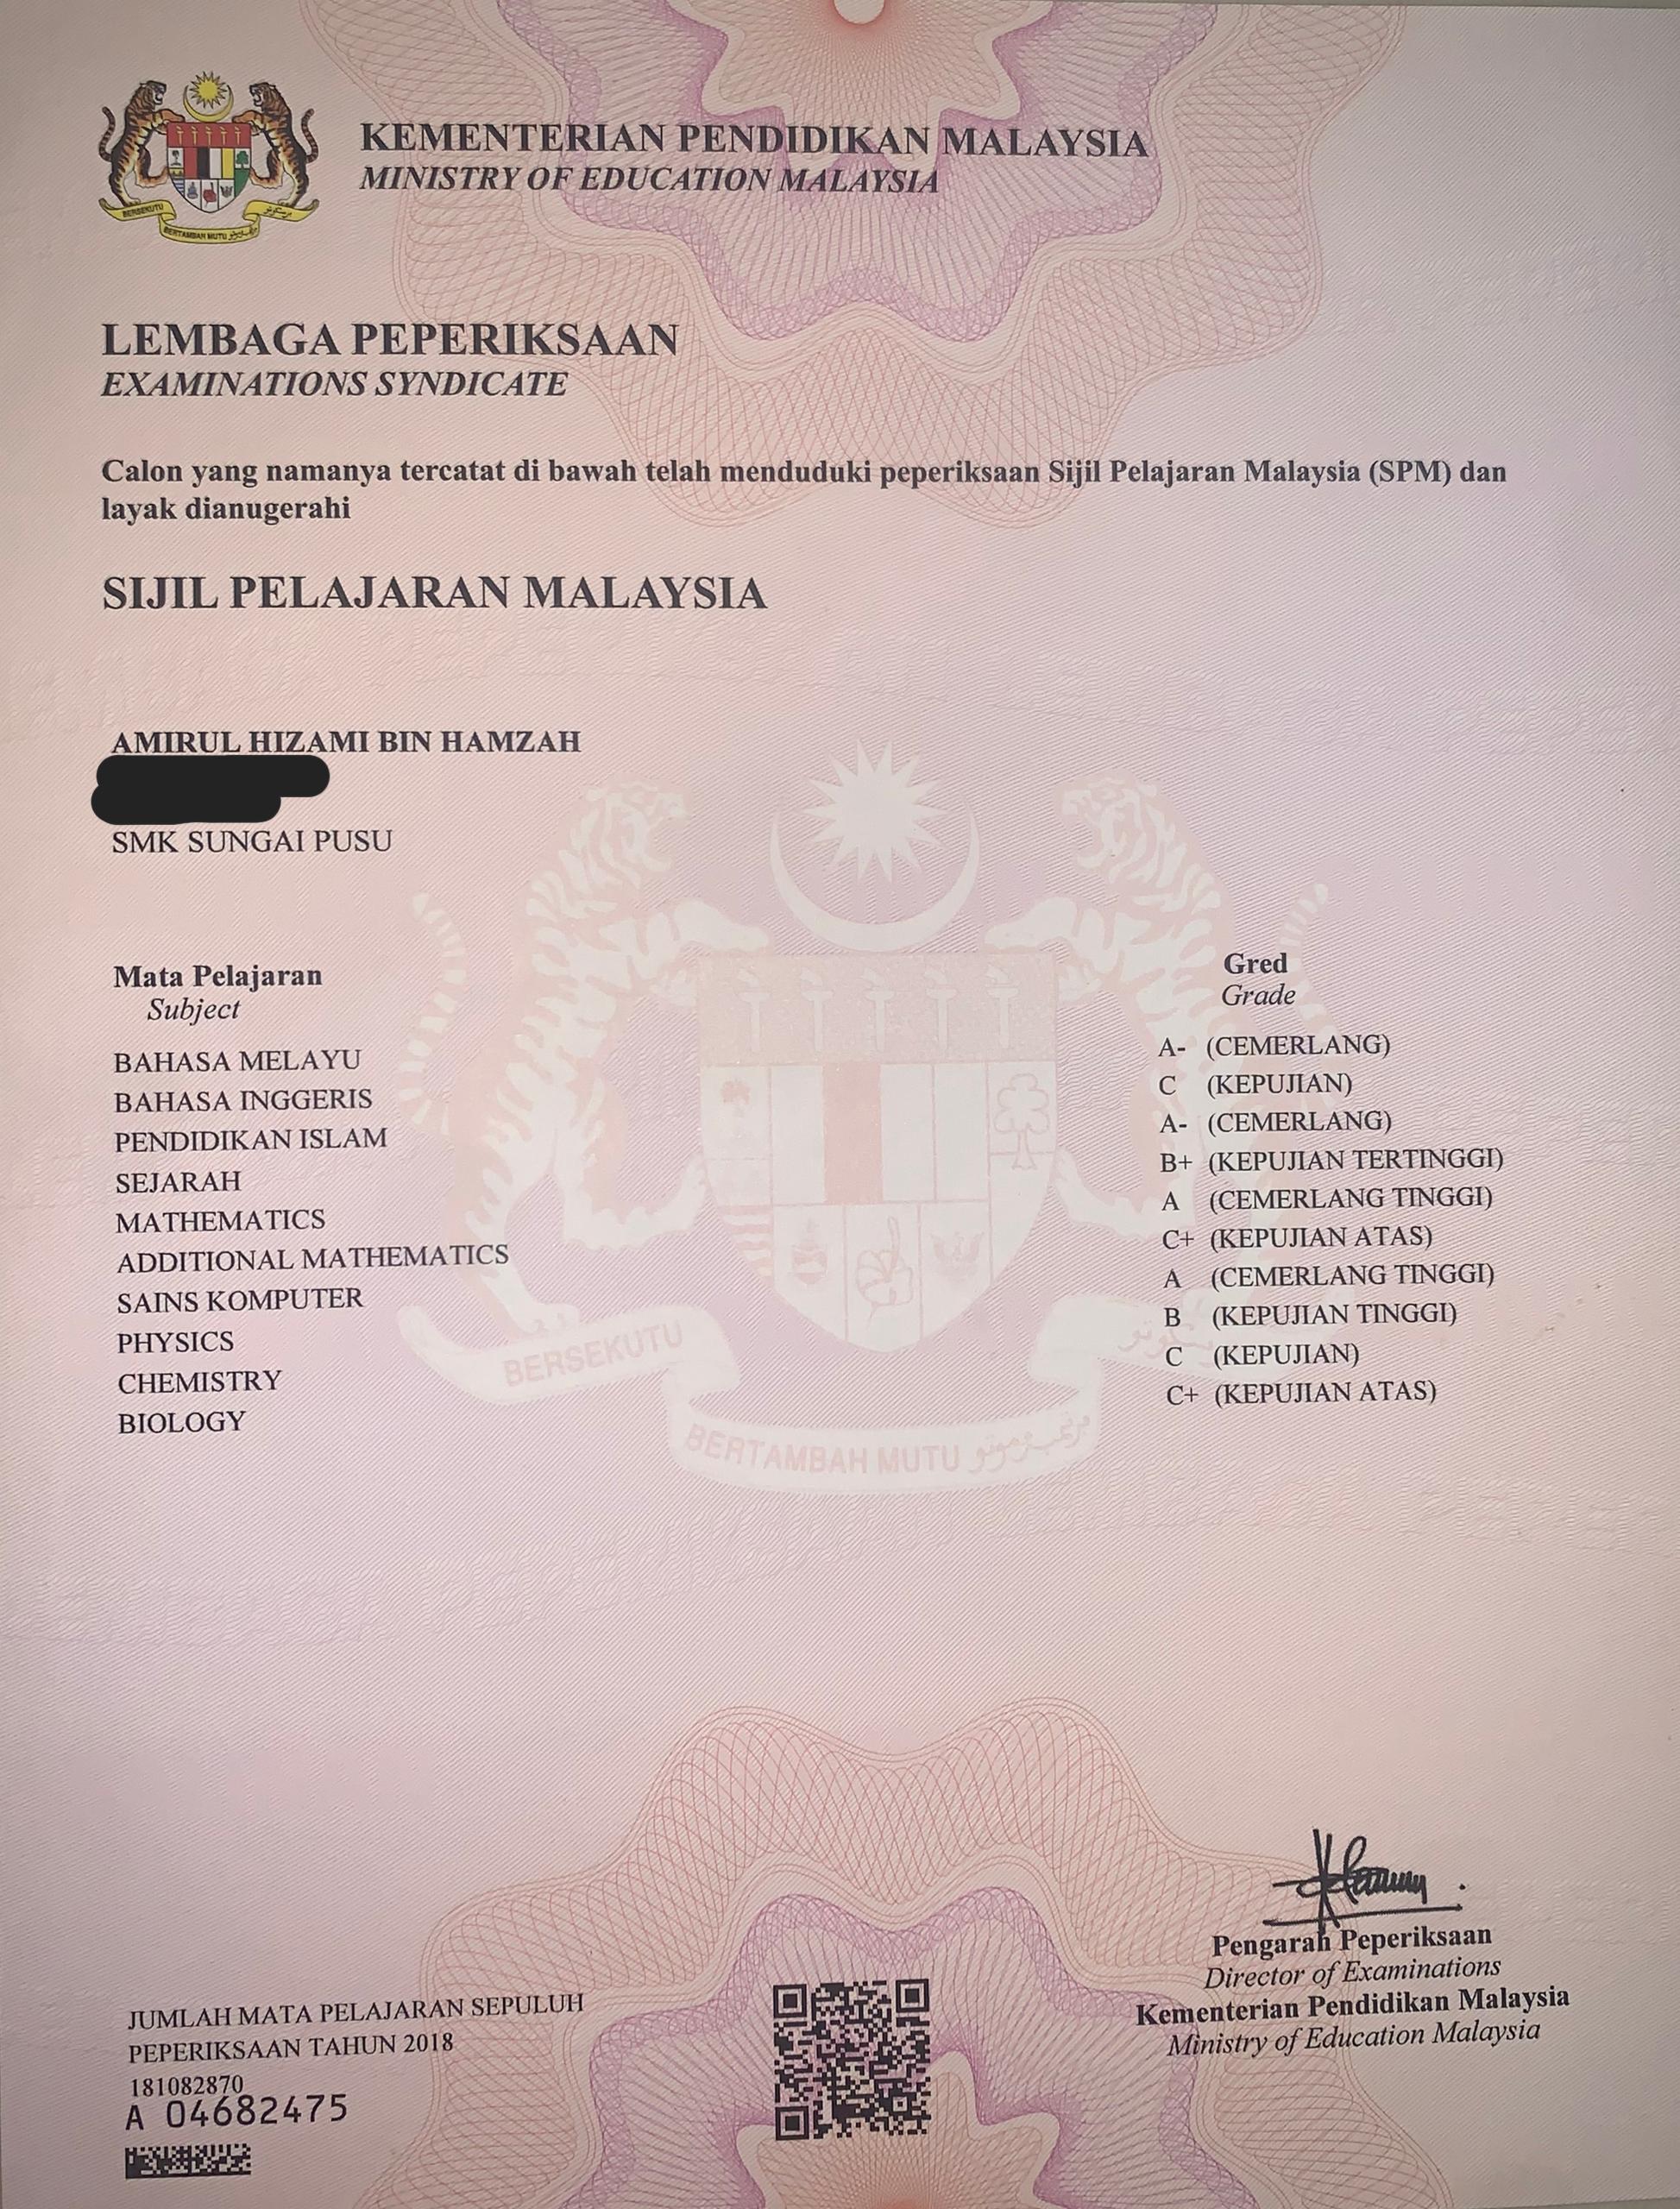 KEMENTERIAN PENDIDIKAN MALAYSIA
MINISTRY OF EDUCATION MALAYSIA
BERSEKUTU
BERTAMBAH MUTU
LEMBAGA PEPERIKSAAN
EXAMINATIONS SYNDICATE
Calon yang namanya tercatat di bawah telah menduduki peperiksaan Sijil Pelajaran Malaysia (SPM) dan
layak dianugerahi
SIJIL PELAJARAN MALAYSIA
AMIRUL HIZAMI BIN HAMZAH
SMK SUNGAI PUSU
Mata Pelajaran Gred
Subject Grade
BAHASA MELAYU A- (CEMERLANG)
BAHASA INGGERIS C (KEPUJIAN)
PENDIDIKAN ISLAM A- (CEMERLANG)
SEJARAH B+ (KEPUJIAN TERTINGGI)
MATHEMATICS A (CEMERLANG TINGGI)
ADDITIONAL MATHEMATICS C+ (KEPUJIAN ATAS)
SAINS KOMPUTER A (CEMERLANG TINGGI)
PHYSICS B (KEPUJIAN TINGGI)
CHEMISTRY C (KEPUJIAN)
BIOLOGY C+ (KEPUJIAN ATAS)
BERSEKUTU
BERTAMBAH MUTU
Pengarah Peperiksaan
Director of Examinations
Kementerian Pendidikan Malaysia
Ministry of Education Malaysia
JUMLAH MATA PELAJARAN SEPULUH
PEPERIKSAAN TAHUN 2018
181082870
A 04682475